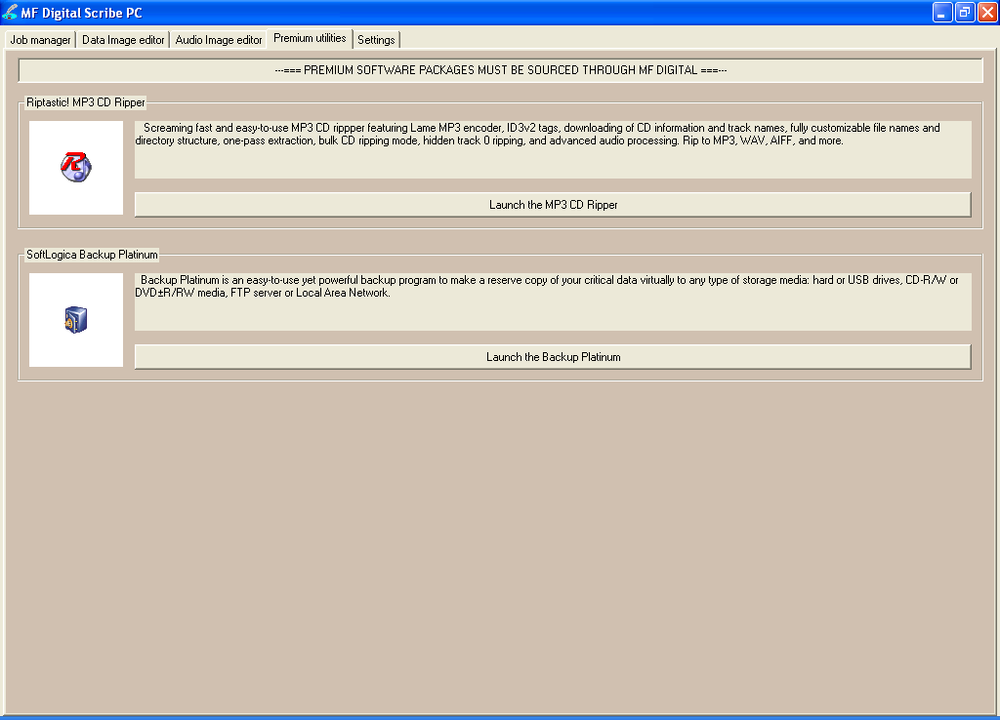 MF Digital Scribe PC
Job manager Data Image editor Audio Image editor Premium utilities Settings
---=== PREMIUM SOFTWARE PACKAGES MUST BE SOURCED THROUGH MF DIGITAL ===---
Riptastic! MP3 CD Ripper
Screaming fast and easy-to-use MP3 CD rippper featuring Lame MP3 encoder, ID3v2 tags, downloading of CD information and track names, fully customizable file names and
directory structure, one-pass extraction, bulk CD ripping mode, hidden track 0 ripping, and advanced audio processing. Rip to MP3, WAV, AIFF, and more.
Launch the MP3 CD Ripper
SoftLogica Backup Platinum
Backup Platinum is an easy-to-use yet powerful backup program to make a reserve copy of your critical data virtually to any type of storage media: hard or USB drives, CD-R/W or
DVD±R/RW media, FTP server or Local Area Network.
Launch the Backup Platinum